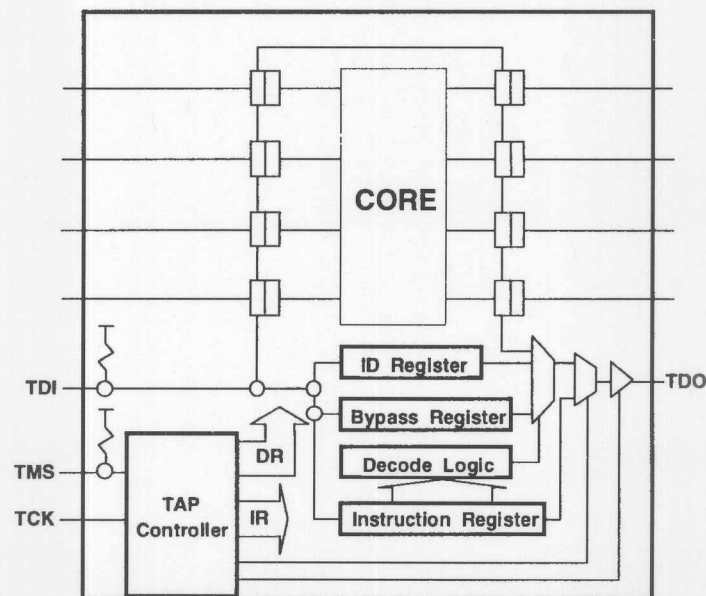 CORE
TDI
ID Register
TDO
Bypass Register
DR
TMS
Decode Logic
TAP
Controller
TCK
IR
Instruction Register